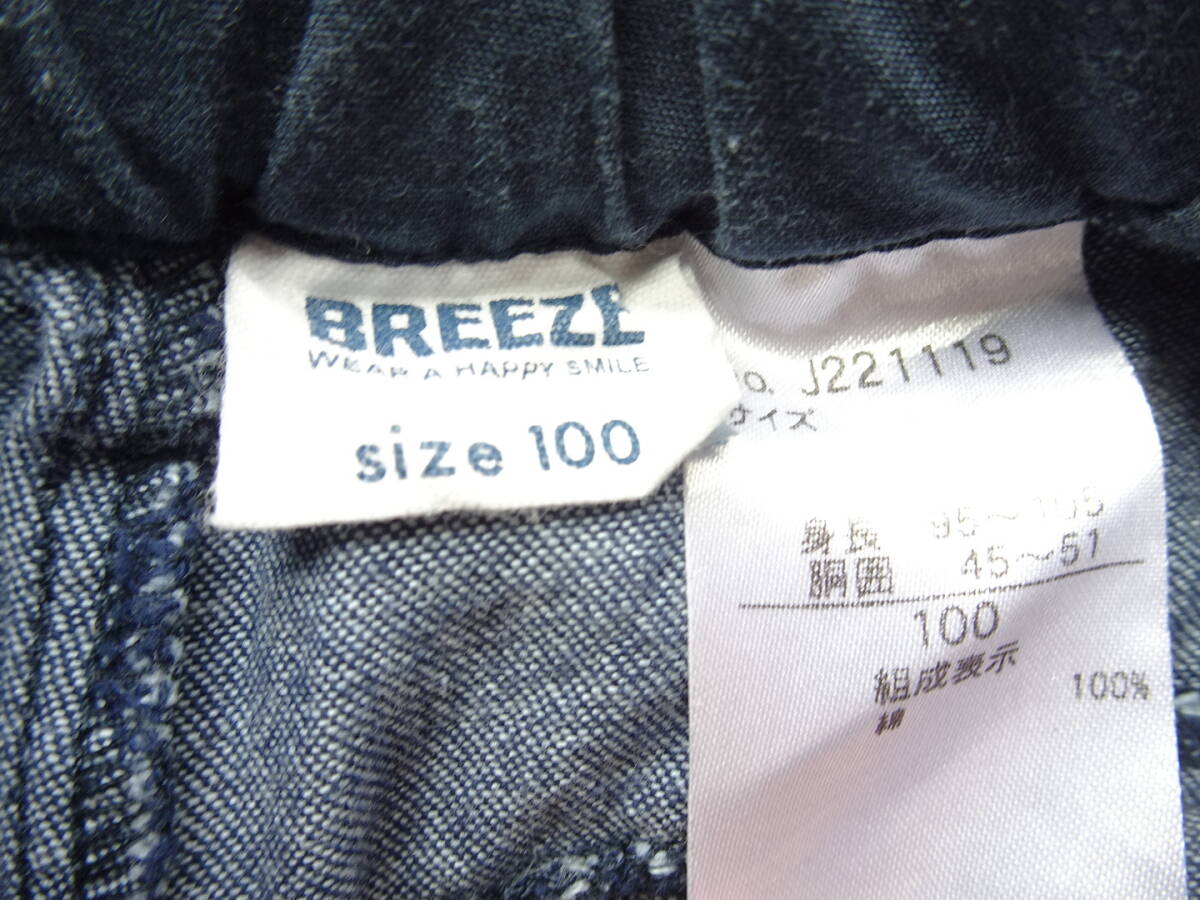 BREEZE
WEAR A HAPPY SMILE
size 100
o. J221119
サイズ
身長 95～105
胴囲 45～51
100
組成表示
綿 100%